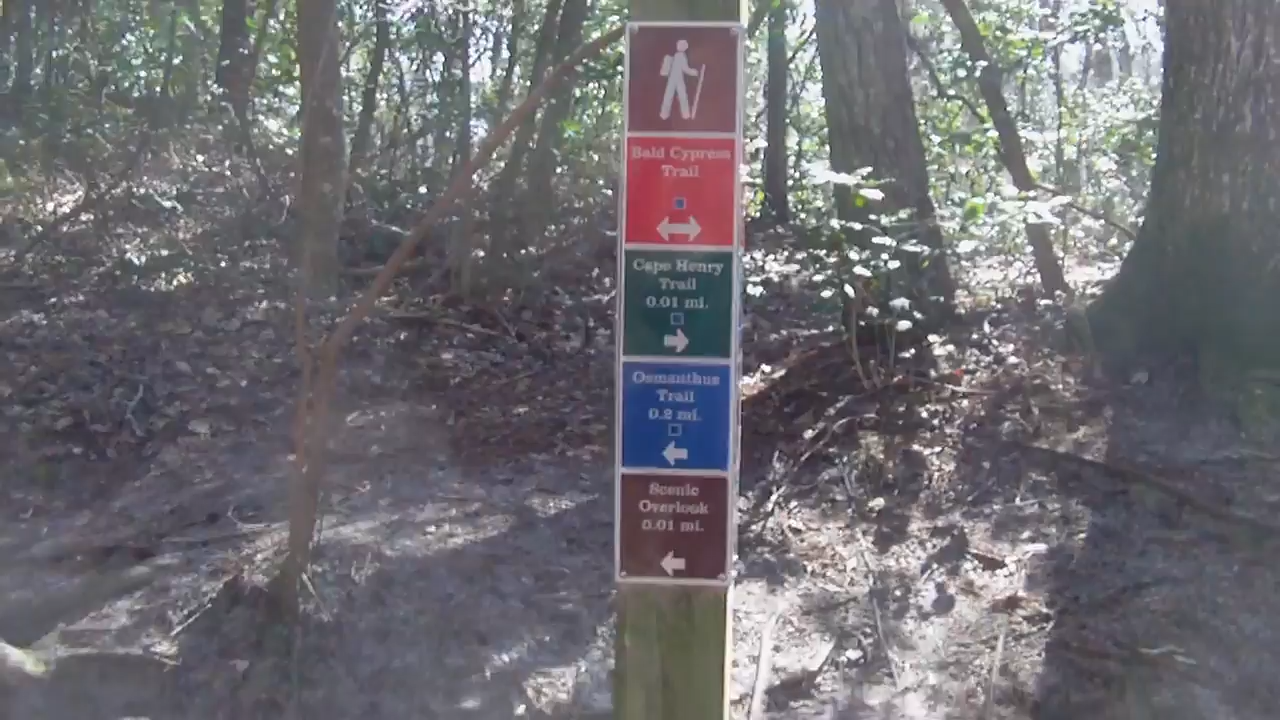 Bald Cypress
Trail
Cape Henry
Trail
0.01 mi.
Osmanthus
Trail
0.2 mi.
Scenic
Overlook
0.01 mi.